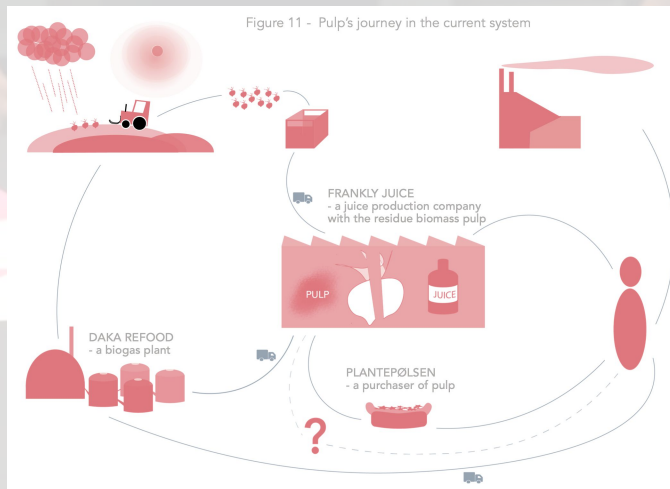 Figure 11 - Pulp's journey in the current system
FRANKLY JUICE
- a juice production company
with the residue biomass pulp
PULP
JUICE
DAKA REFOOD
- a biogas plant
PLANTEPØLSEN
- a purchaser of pulp
?